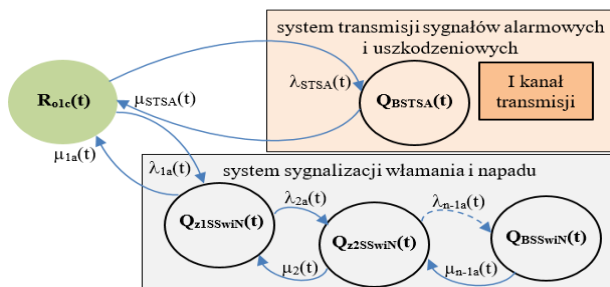 system transmisji sygnałów alarmowych
i uszkodzeniowych
λSTSA(t)
QBSTSA(t)
I kanał
transmisji
Ro1c(t)
μSTSA(t)
μ1a(t)
λ1a(t)
system sygnalizacji włamania i napadu
Qz1SSwiN(t)
λ2a(t)
μ2(t)
Qz2SSwiN(t)
λn-1a(t)
μn-1a(t)
QBSSwiN(t)